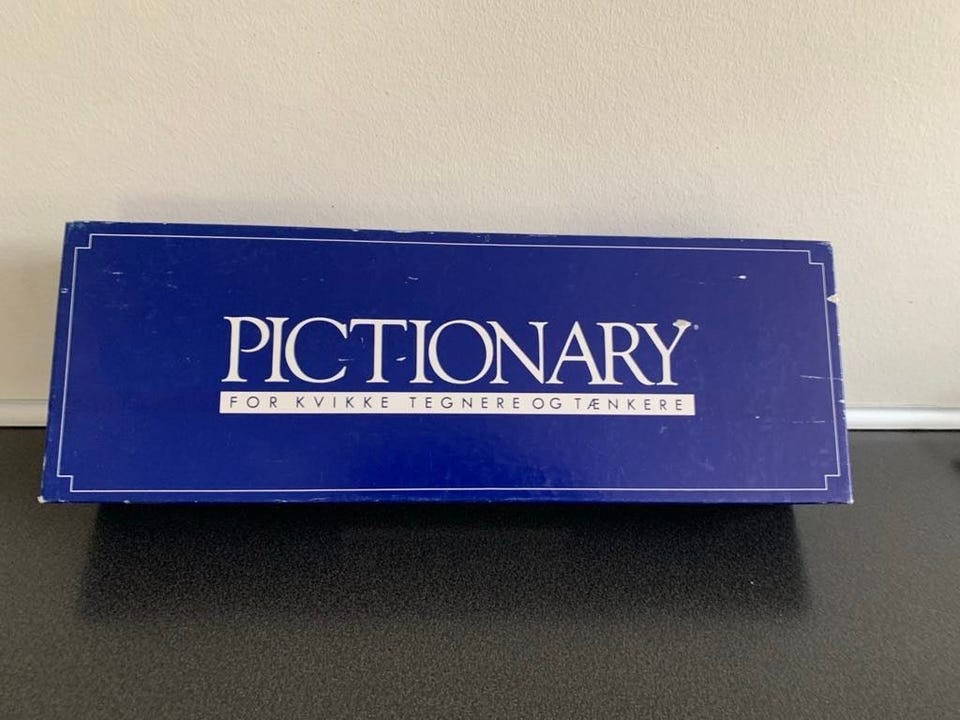 PICTIONARY®
FOR KVIKKE TEGNERE OG TÆNKERE